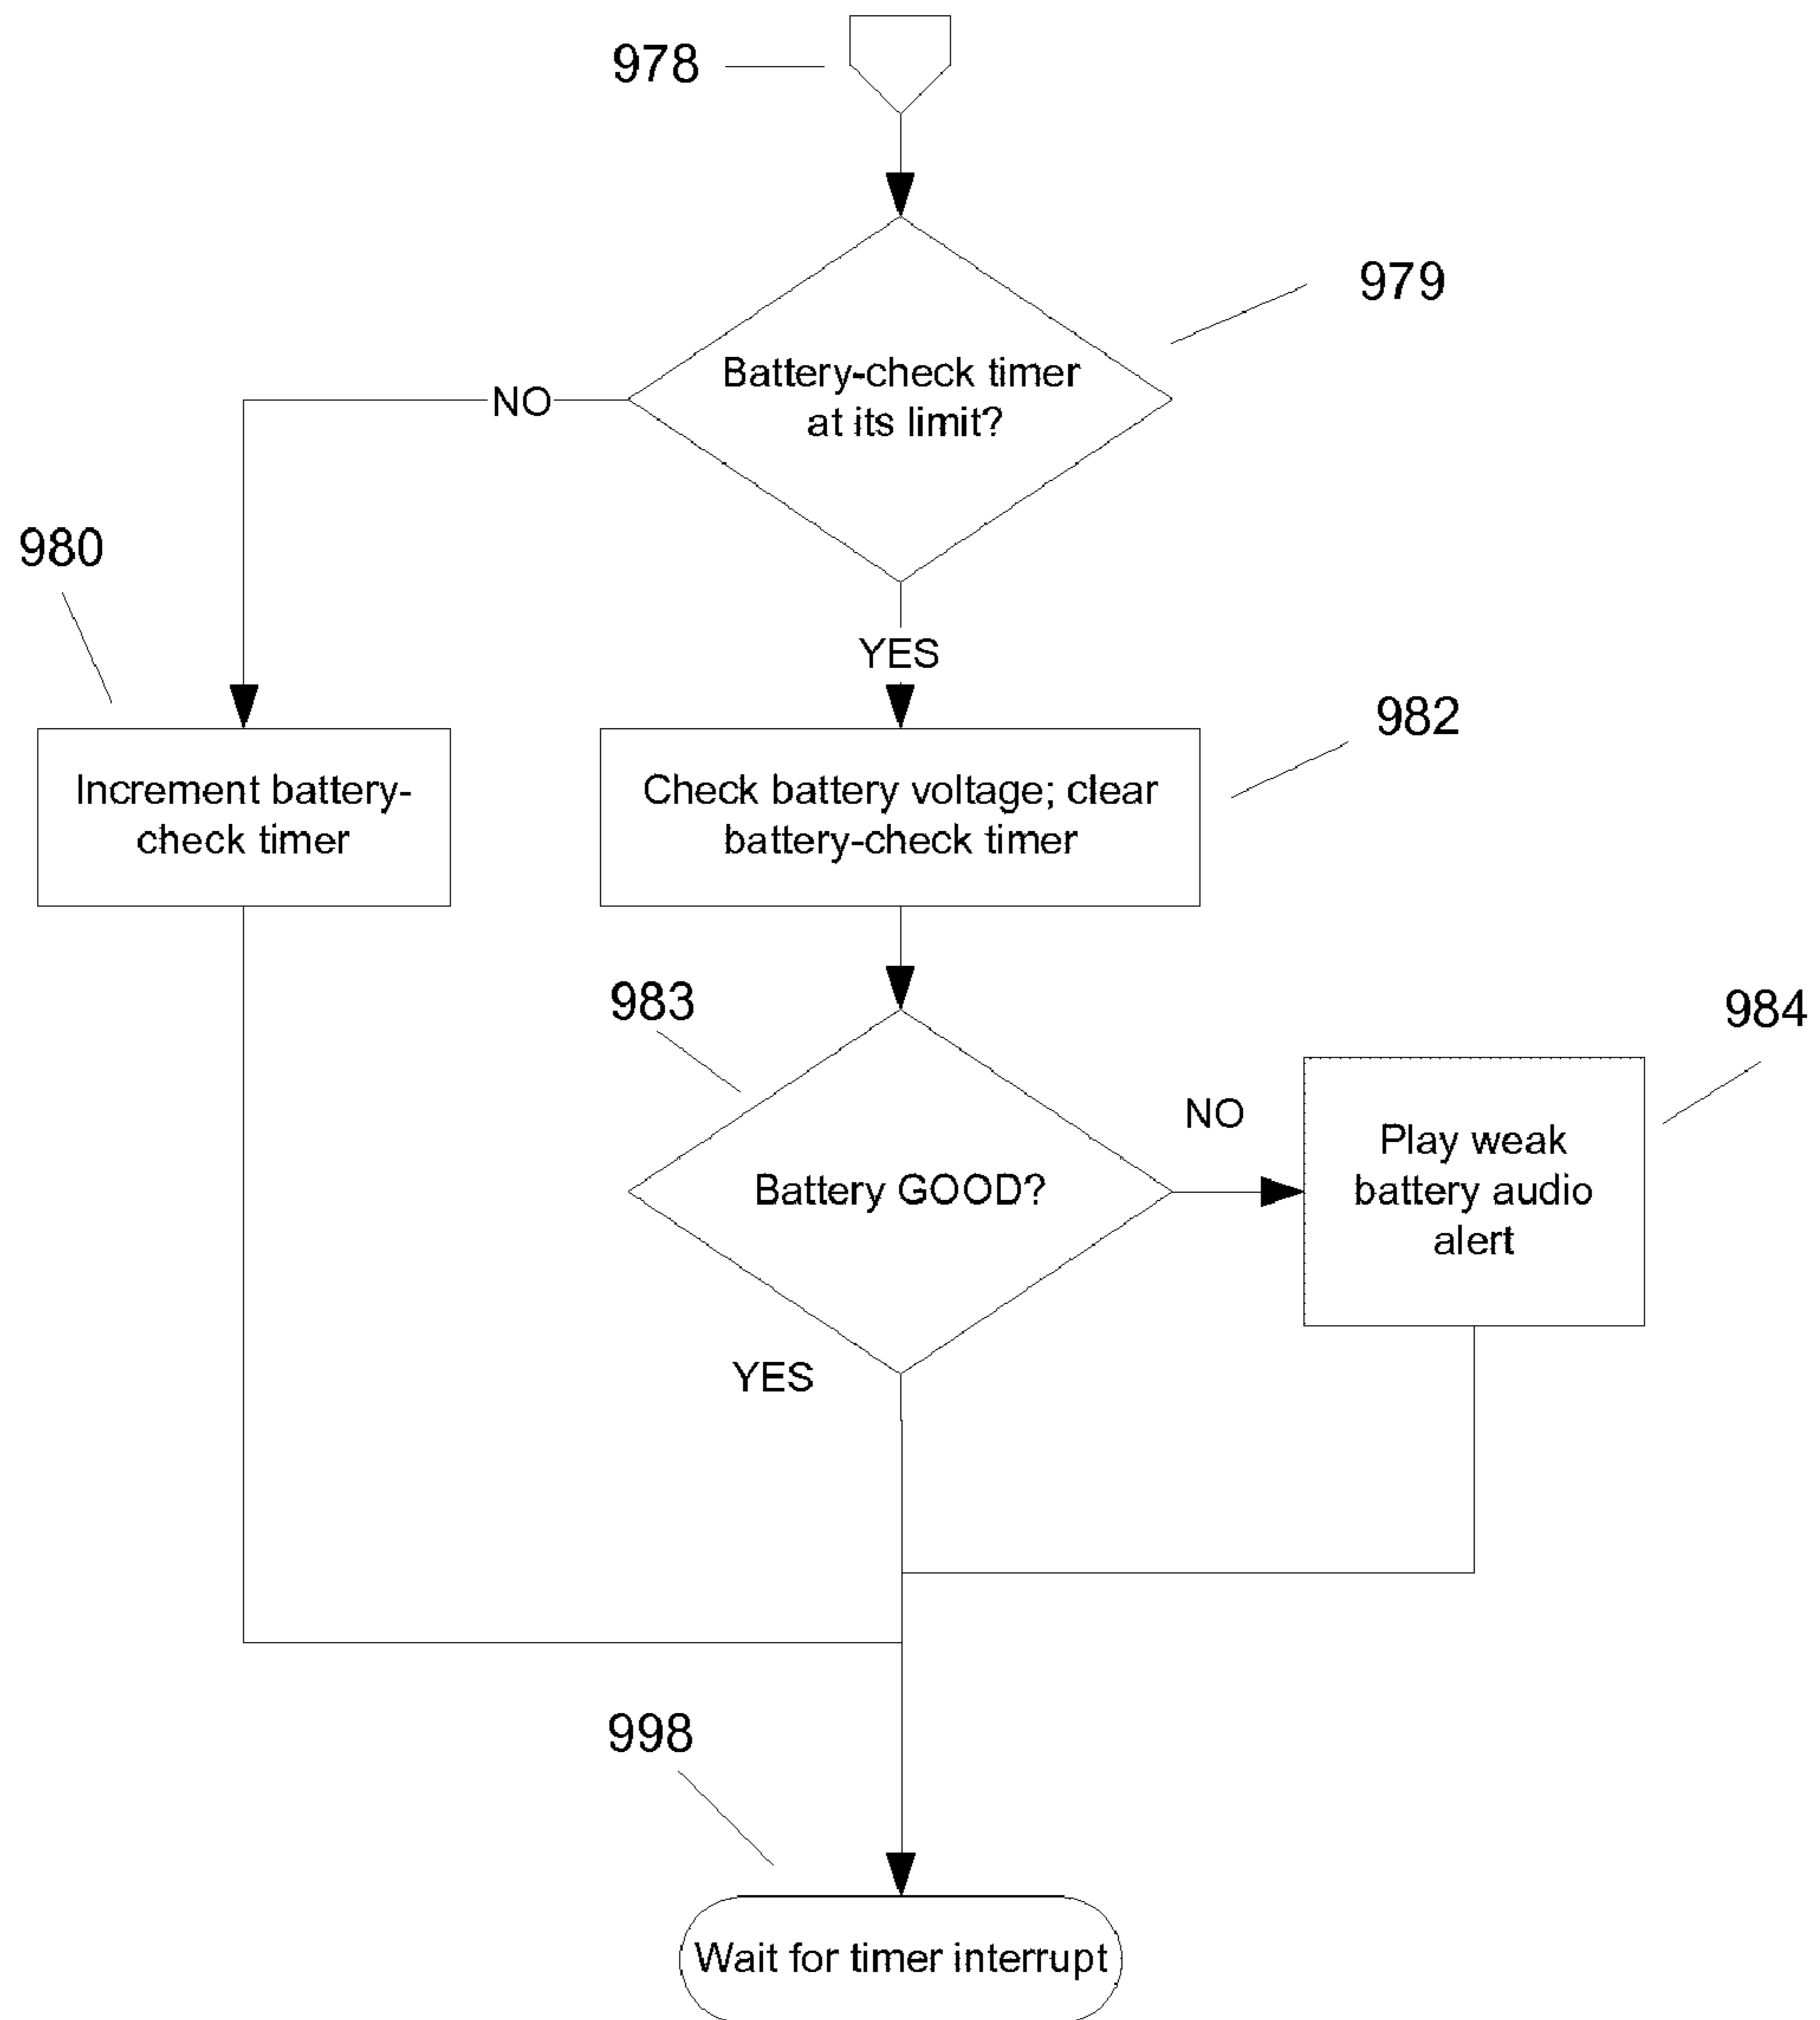 978
979
Battery-check timer
at its limit?
NO
980
YES
982
Increment battery-
check timer
Check battery voltage; clear
battery-check timer
983
984
NO
Play weak
battery audio
alert
Battery GOOD?
YES
998
Wait for timer interrupt